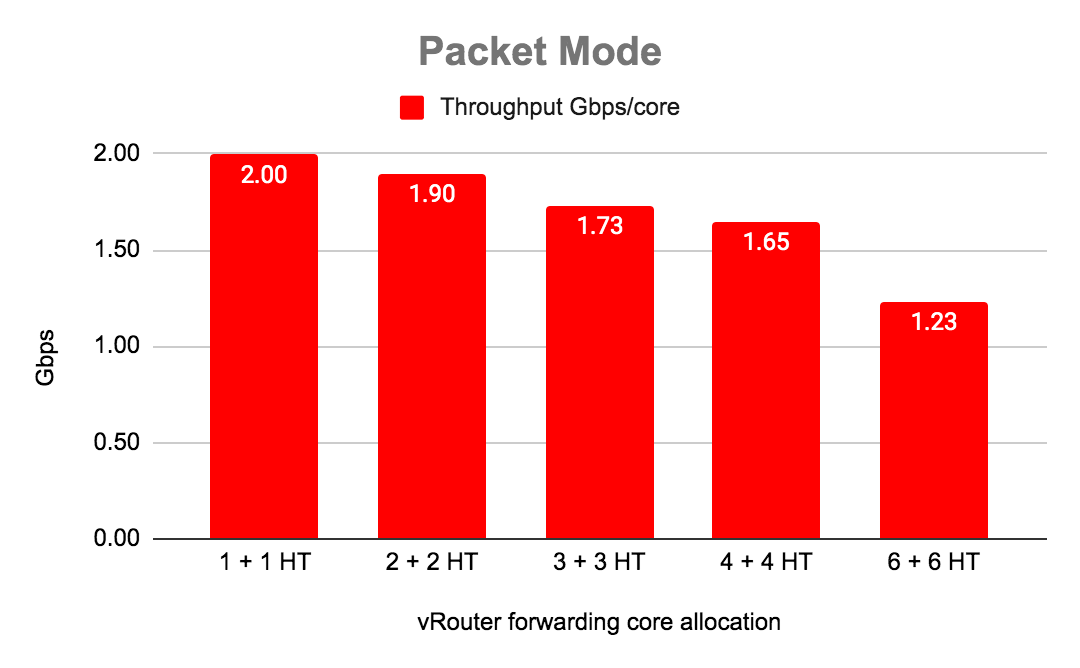 Packet Mode
Throughput Gbps/core
2.00
1.50
1.00
0.50
0.00
Gbps
2.00
1.90
1.73
1.65
1.23
1 + 1 HT
2 + 2 HT
3 + 3 HT
4 + 4 HT
6 + 6 HT
vRouter forwarding core allocation